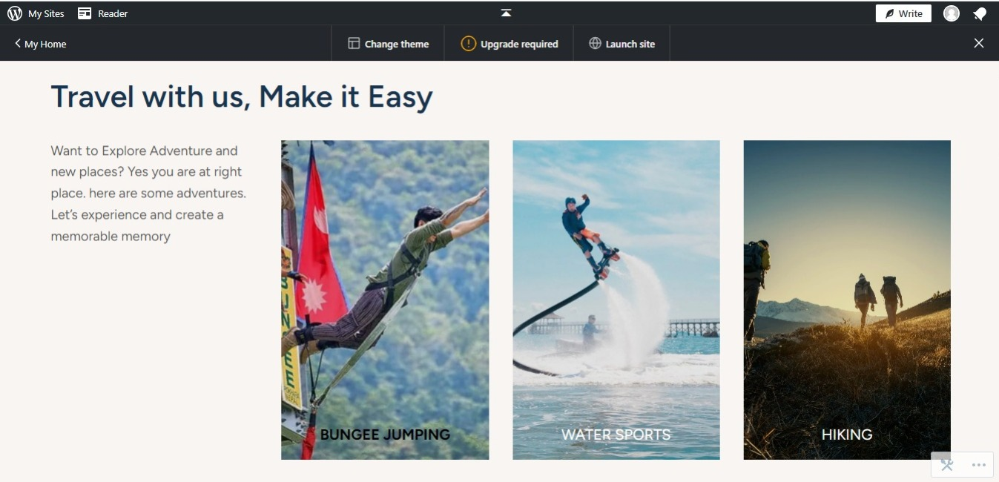 My Sites
Reader
Write
My Home
Change theme
Upgrade required
Launch site
Travel with us, Make it Easy
Want to Explore Adventure and
new places? Yes you are at right
place. here are some adventures.
Let's experience and create a
memorable memory
BUNGEE JUMPING
WATER SPORTS
HIKING